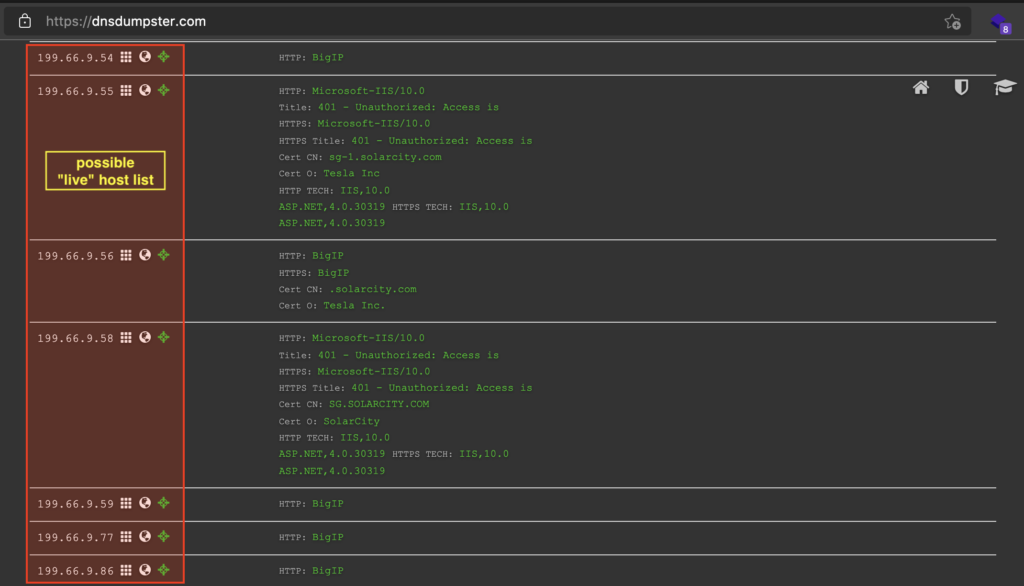 https://dnsdumpster.com
8
199.66.9.54 HTTP: BigIP
199.66.9.55 HTTP: Microsoft-IIS/10.0
Title: 401 - Unauthorized: Access is
HTTPS: Microsoft-IIS/10.0
HTTPS Title: 401 - Unauthorized: Access is
possible
"live" host list
Cert CN: sg-1.solarcity.com
Cert O: Tesla Inc
HTTP TECH: IIS,10.0
ASP.NET,4.0.30319 HTTPS TECH: IIS,10.0
ASP.NET,4.0.30319
199.66.9.56 HTTP: BigIP
HTTPS: BigIP
Cert CN: .solarcity.com
Cert O: Tesla Inc.
199.66.9.58 HTTP: Microsoft-IIS/10.0
Title: 401 - Unauthorized: Access is
HTTPS: Microsoft-IIS/10.0
HTTPS Title: 401 - Unauthorized: Access is
Cert CN: SG.SOLARCITY.COM
Cert O: SolarCity
HTTP TECH: IIS,10.0
ASP.NET,4.0.30319 HTTPS TECH: IIS,10.0
ASP.NET,4.0.30319
199.66.9.59 HTTP: BigIP
199.66.9.77 HTTP: BigIP
199.66.9.86 HTTP: BigIP